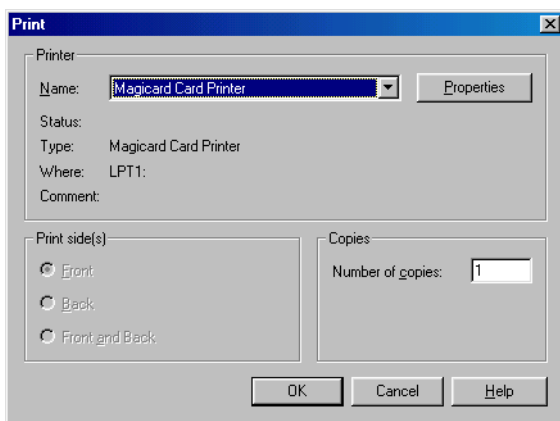 Print
Printer
Name: Magicard Card Printer Properties
Status:
Type: Magicard Card Printer
Where: LPT1:
Comment:
Print side(s)
Front
Back
Front and Back
Copies
Number of copies: 1
OK Cancel Help